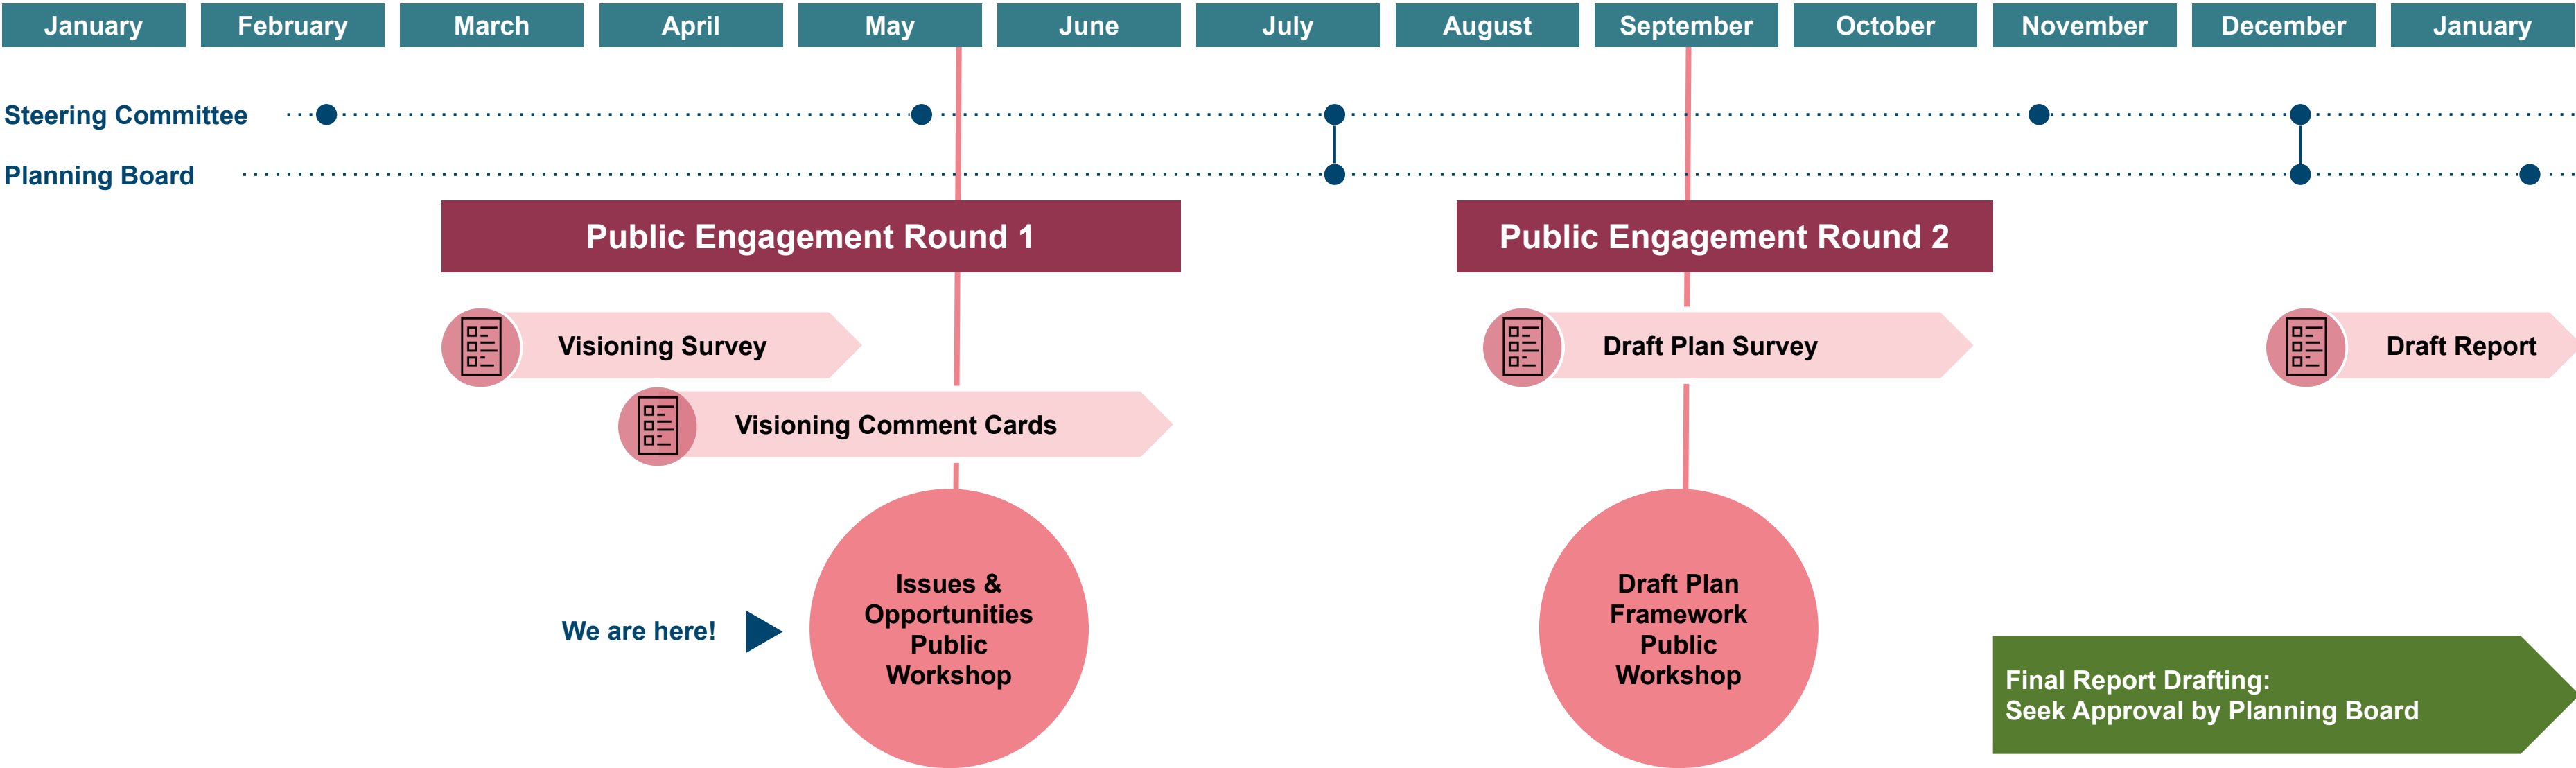 January
February
March
April
May
June
July
August
September
October
November
December
January
Steering Committee
Planning Board
Public Engagement Round 1
Public Engagement Round 2
Visioning Survey
Draft Plan Survey
Draft Report
Visioning Comment Cards
We are here!
Issues &
Opportunities
Public
Workshop
Draft Plan
Framework
Public
Workshop
Final Report Drafting:
Seek Approval by Planning Board